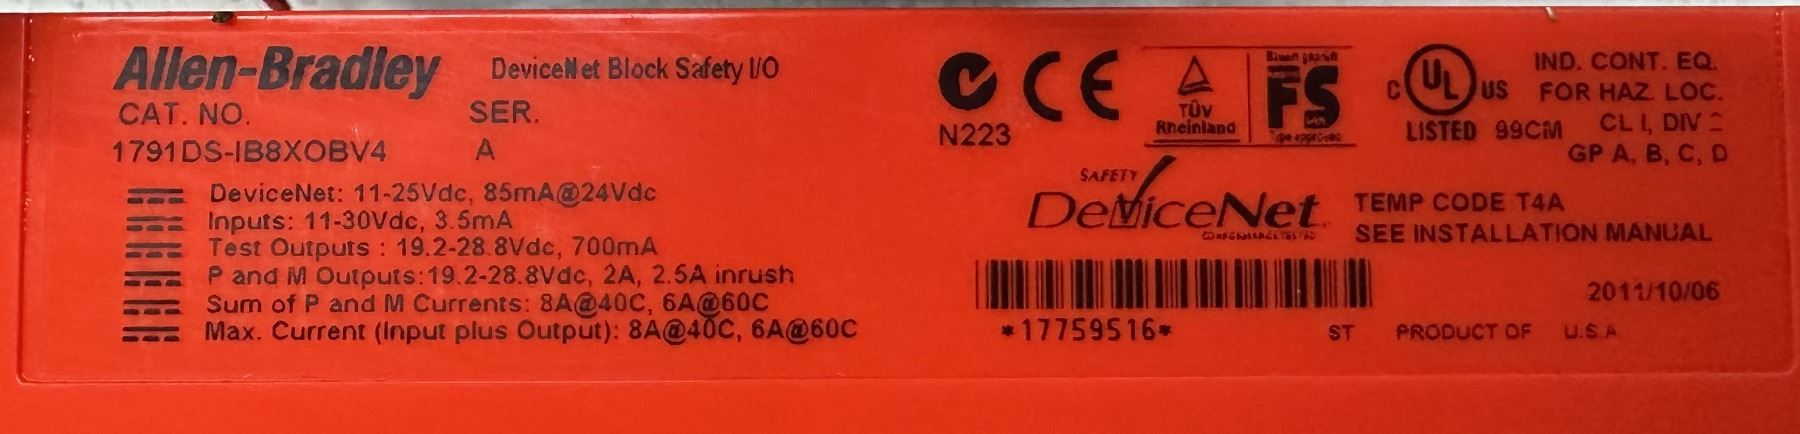 Allen-Bradley DeviceNet Block Safety I/O
CAT. NO. SER.
1791DS-IB8XOBV4 A
DeviceNet: 11-25Vdc, 85mA@24Vdc
Inputs: 11-30Vdc, 3.5mA
Test Outputs : 19.2-28.8Vdc, 700mA
P and M Outputs:19.2-28.8Vdc, 2A, 2.5A inrush
Sum of P and M Currents: 8A@40C, 6A@60C
Max. Current (Input plus Output): 8A@40C, 6A@60C
N223
CE
TÜV
Rheinland
FS
Type approved
C UL US
LISTED 99CM
IND. CONT. EQ.
FOR HAZ. LOC.
CL I, DIV
GP A, B, C, D
SAFETY
DeviceNet
TEMP CODE T4A
SEE INSTALLATION MANUAL
*17759516*
2011/10/06
ST PRODUCT OF U.S.A